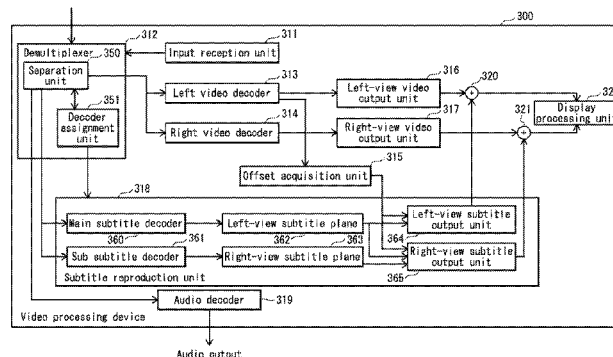 300
312
Demultiplexer 350
Separation unit
351
Decoder assignment unit
Input reception unit
311
313
Left video decoder
314
Right video decoder
316
Left-view video output unit
317
Right-view video output unit
320
321
Display processing unit
315
Offset acquisition unit
318
Main subtitle decoder
360
361
Sub subtitle decoder
Left-view subtitle plane
362
363
Right-view subtitle plane
Left-view subtitle output unit
364
Right-view subtitle output unit
365
Subtitle reproduction unit
Audio decoder
319
Video processing device
Audio output